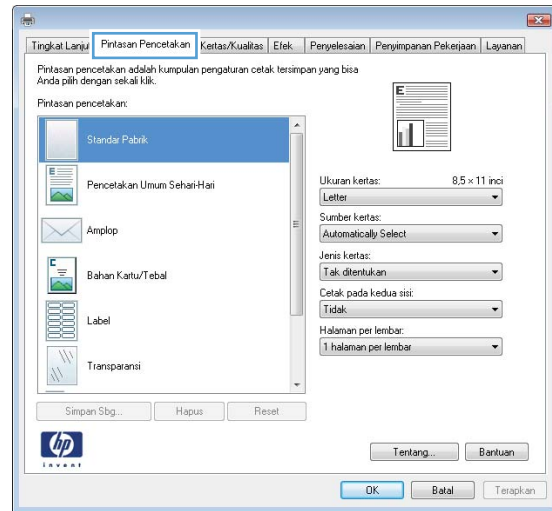 Tingkat Lanju
Pintasan Pencetakan
Kertas/Kualitas
Efek
Penyelesaian
Penyimpanan Pekerjaan
Layanan
Pintasan pencetakan adalah kumpulan pengaturan cetak tersimpan yang bisa
Anda pilih dengan sekali klik.
Pintasan pencetakan:
Standar Pabrik
Pencetakan Umum Sehari-Hari
Amplop
Bahan Kartu/Tebal
Label
Transparansi
Simpan Sbg...
Hapus
Reset
E
Ukuran kertas: 8,5 × 11 inci
Letter
Sumber kertas:
Automatically Select
Jenis kertas:
Tak ditentukan
Cetak pada kedua sisi:
Tidak
Halaman per lembar:
1 halaman per lembar
hp
invent
Tentang...
Bantuan
OK
Batal
Terapkan